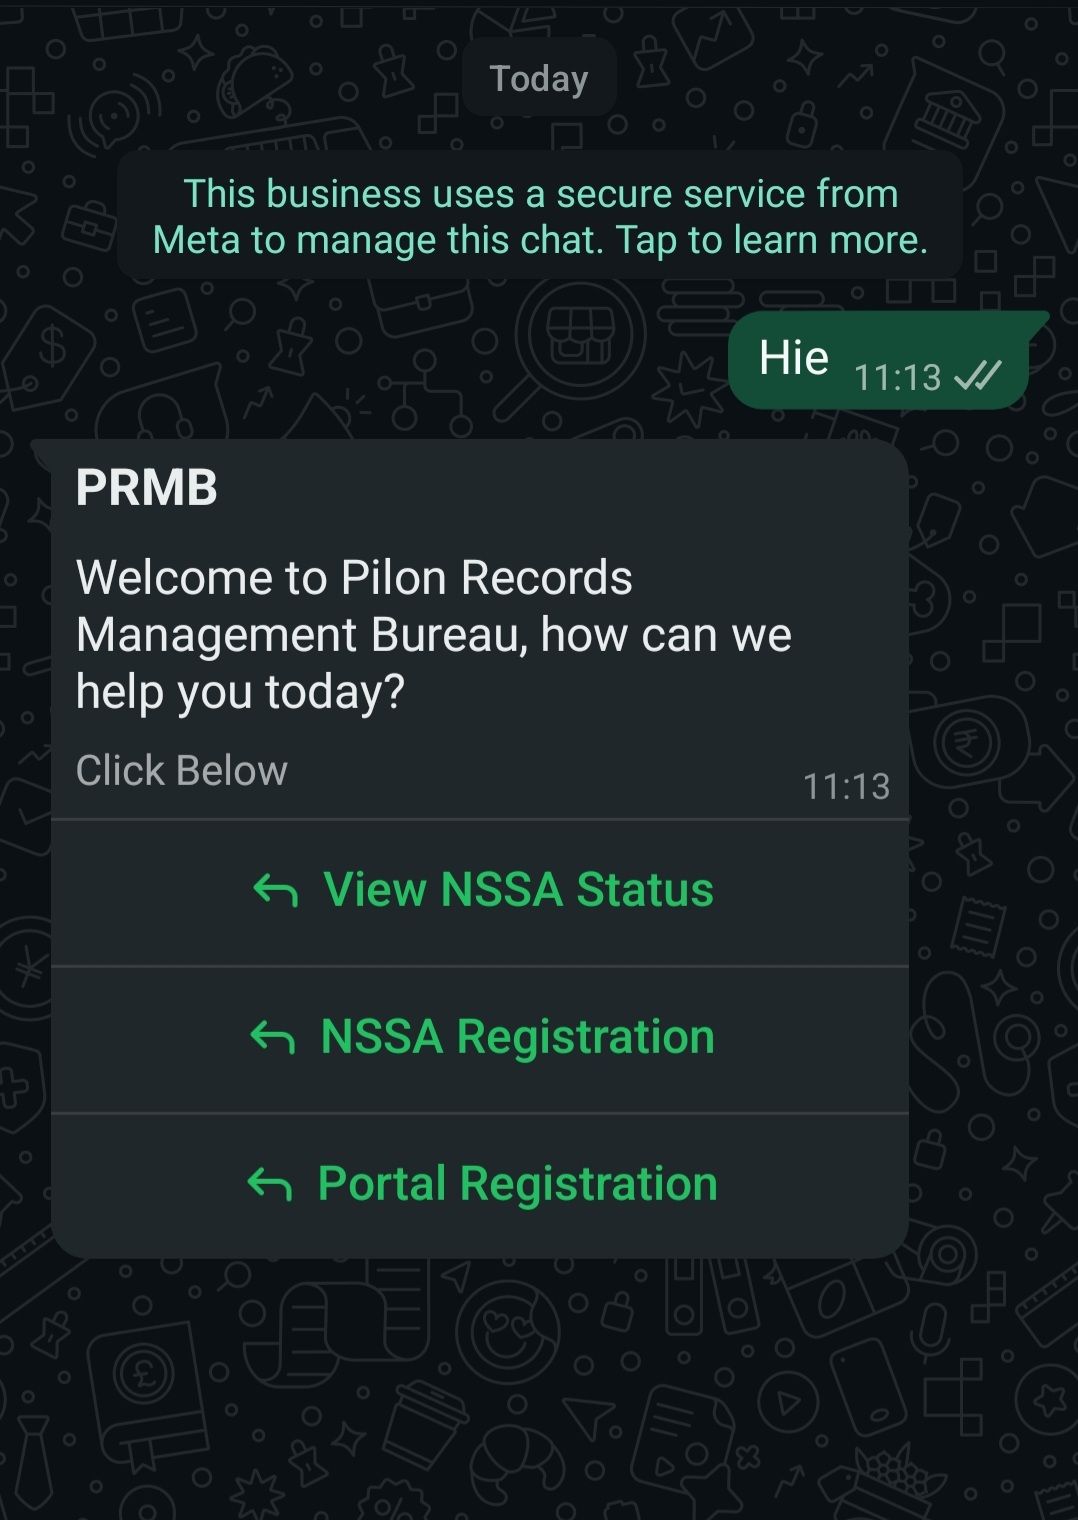 Today
This business uses a secure service from
Meta to manage this chat. Tap to learn more.
Hie 11:13
PRMB
Welcome to Pilon Records
Management Bureau, how can we
help you today?
Click Below
11:13
View NSSA Status
NSSA Registration
Portal Registration